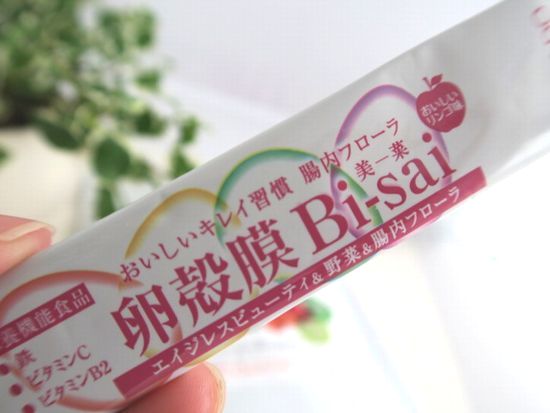 おいしい
リンゴ味
おいしいキレイ習慣 腸内フローラ
美一菜
卵殻膜 Bi-sai
エイジレスビューティ&野菜&腸内フローラ
養機能食品
鉄
ビタミンC
ビタミンB2